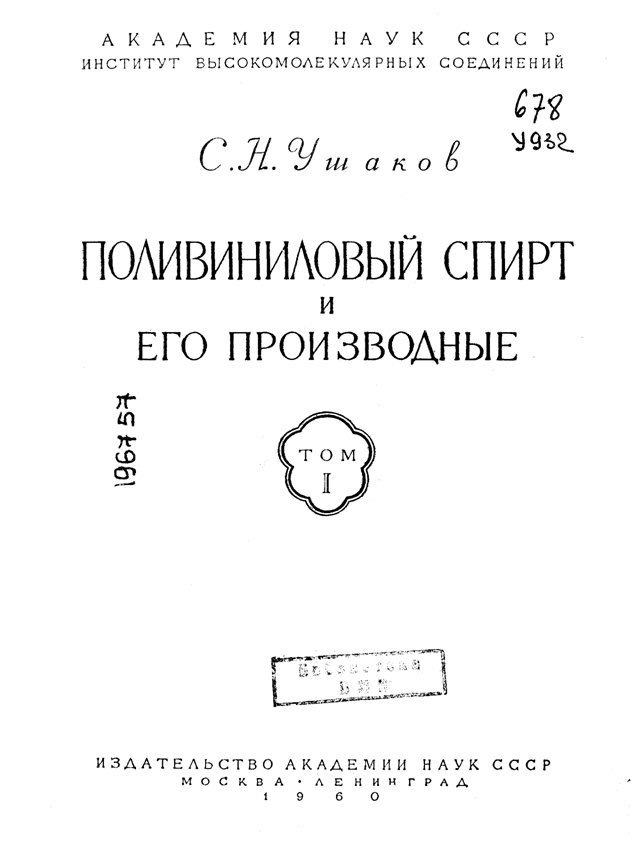 АКАДЕМИЯ НАУК СССР
ИНСТИТУТ ВЫСОКОМОЛЕКУЛЯРНЫХ СОЕДИНЕНИЙ
678
У932
С.Н.Ушаков
ПОЛИВИНИЛОВЫЙ СПИРТ
И
ЕГО ПРОИЗВОДНЫЕ
ТОМ
I
ИЗДАТЕЛЬСТВО АКАДЕМИИ НАУК СССР
МОСКВА · ЛЕНИНГРАД
1960